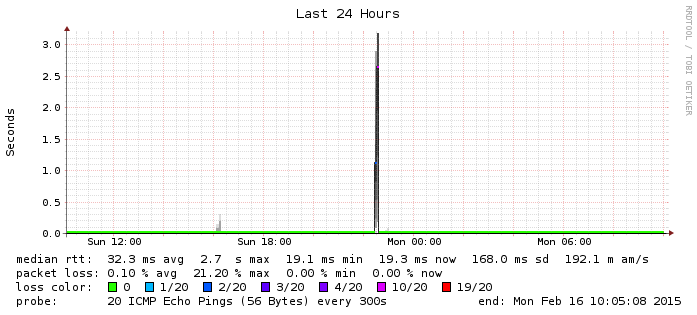 Last 24 Hours
RRDTOOL / TOBI OETIKER
Seconds
3.0
2.5
2.0
1.5
1.0
0.5
0.0
Sun 12:00 Sun 18:00 Mon 00:00 Mon 06:00
median rtt: 32.3 ms avg 2.7 s max 19.1 ms min 19.3 ms now 168.0 ms sd 192.1 m am/s
packet loss: 0.10 % avg 21.20 % max 0.00 % min 0.00 % now
loss color: 0 1/20 2/20 3/20 4/20 10/20 19/20
probe: 20 ICMP Echo Pings (56 Bytes) every 300s end: Mon Feb 16 10:05:08 2015